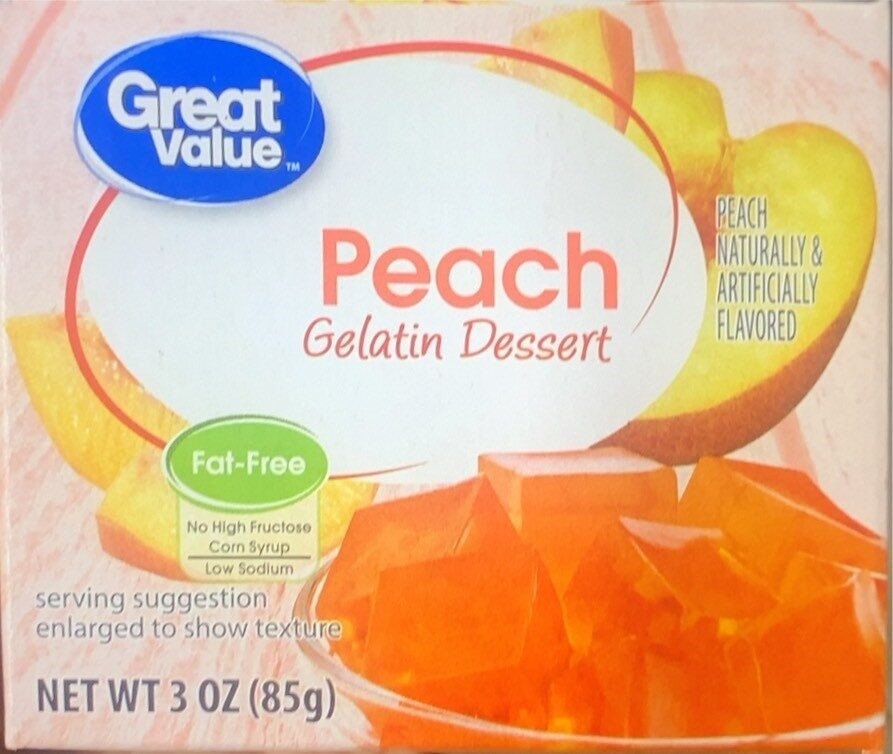 Great
Value™
Peach
Gelatin Dessert
PEACH
NATURALLY &
ARTIFICIALLY
FLAVORED
Fat-Free
No High Fructose
Corn Syrup
Low Sodium
serving suggestion
enlarged to show texture
NET WT 3 OZ (85g)